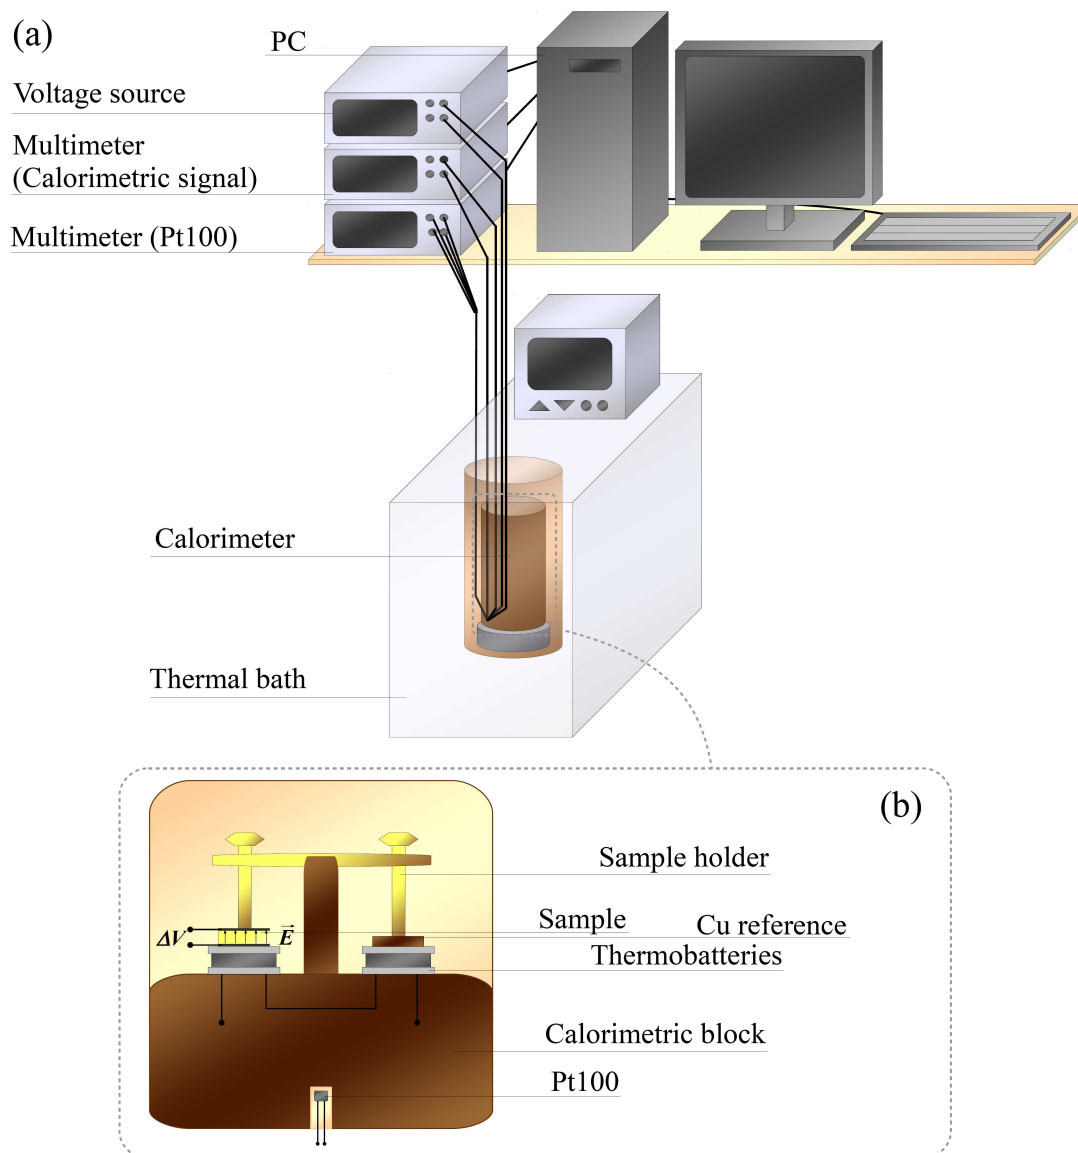 (a)
PC
Voltage source
Multimeter
(Calorimetric signal)
Multimeter (Pt100)
Calorimeter
Thermal bath
(b)
Sample holder
Sample
Cu reference
ΔV
E⃗
Thermobatteries
Calorimetric block
Pt100